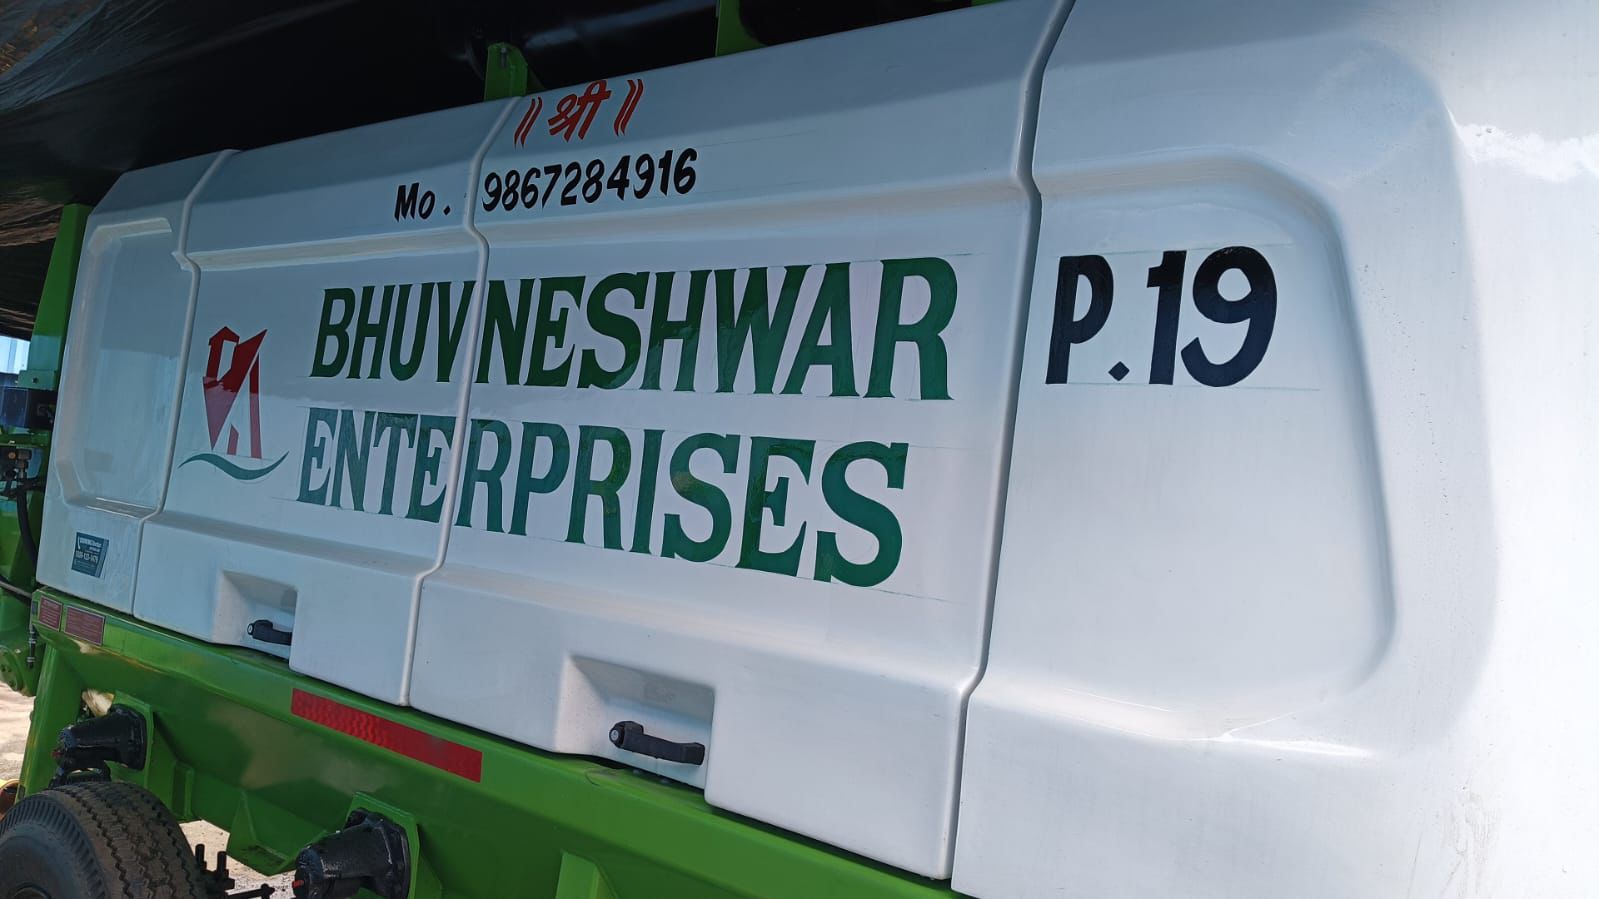 ॥ श्री ॥
Mo. 9867284916
BHUVNESHWAR
ENTERPRISES
P.19